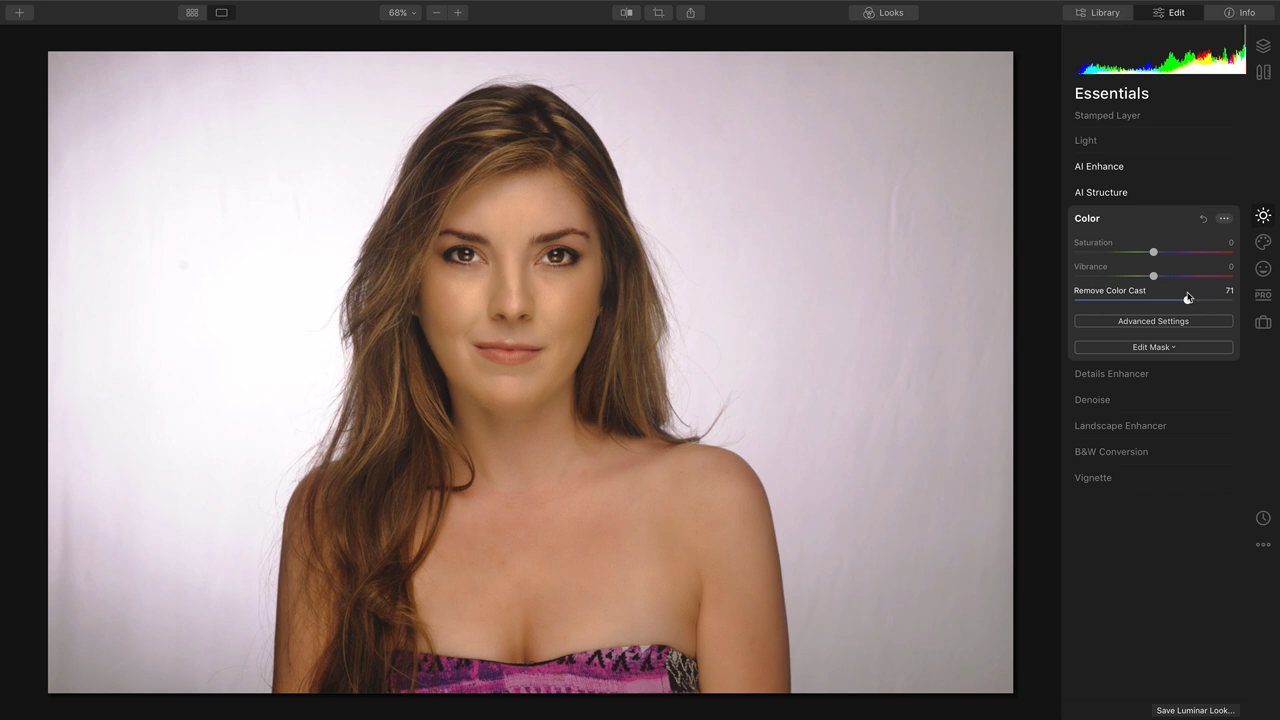 68%
Looks
Library
Edit
Info
Essentials
Stamped Layer
Light
AI Enhance
AI Structure
Color
Saturation 0
Vibrance 0
Remove Color Cast 71
Advanced Settings
Edit Mask
Details Enhancer
Denoise
Landscape Enhancer
B&W Conversion
Vignette
PRO
Save Luminar Look...